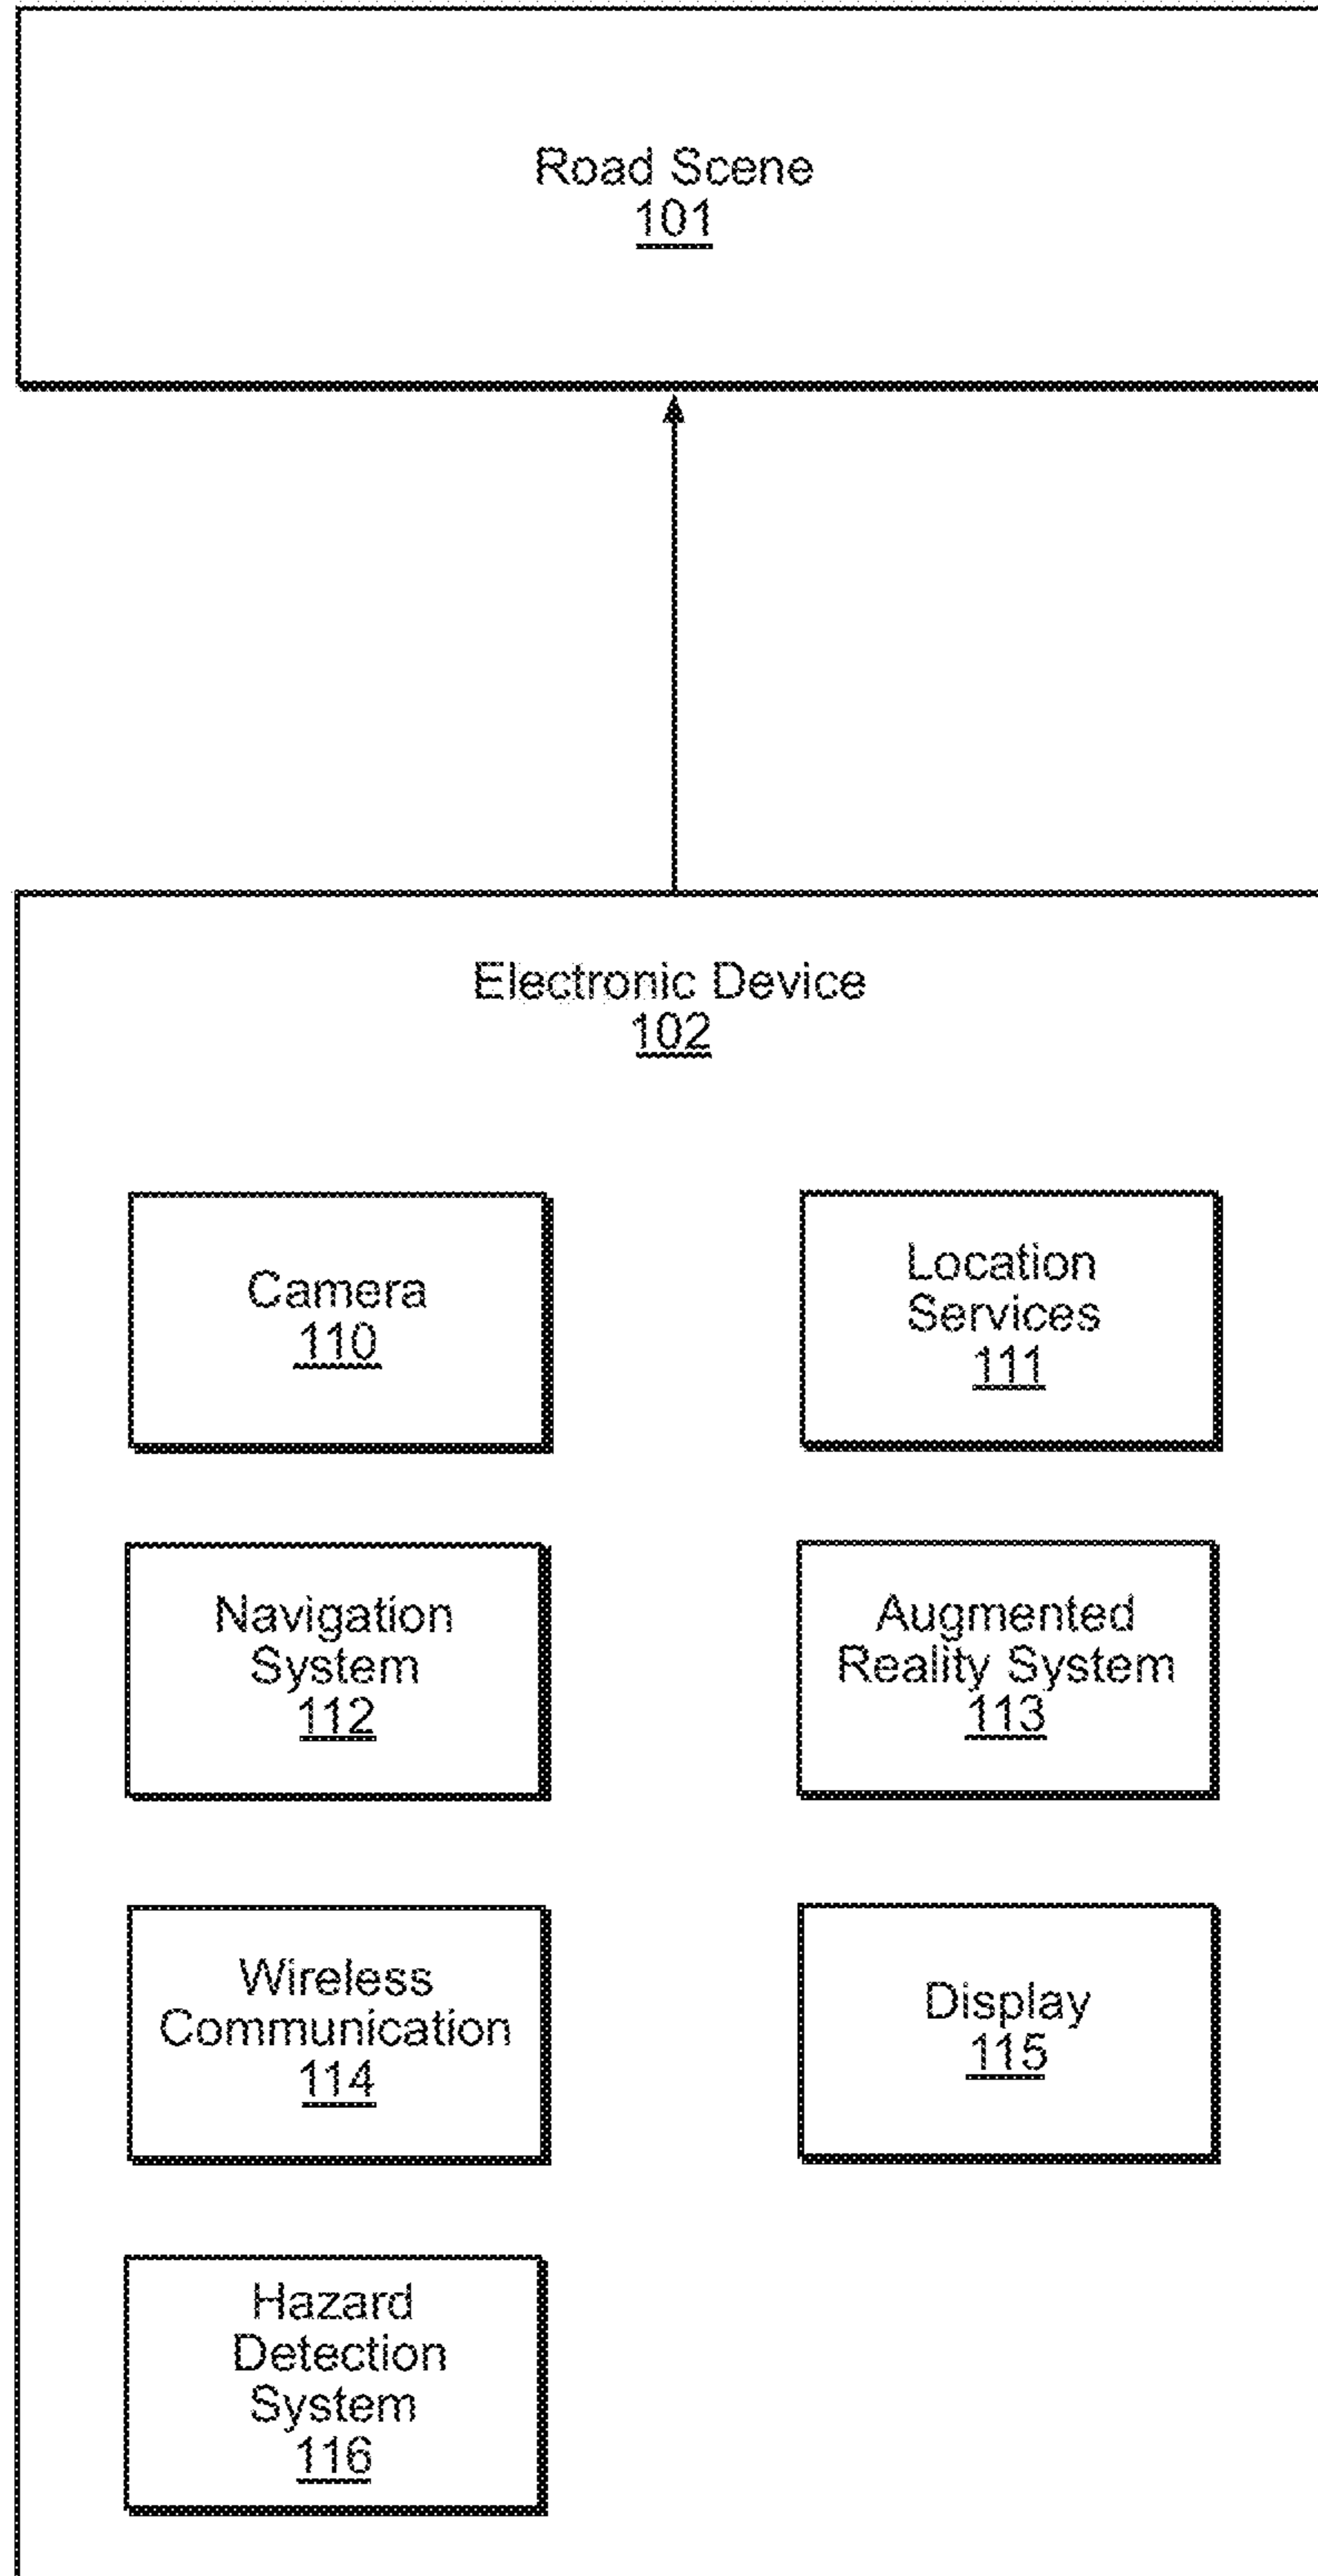 Road Scene
101
Electronic Device
102
Camera
110
Location
Services
111
Navigation
System
112
Augmented
Reality System
113
Wireless
Communication
114
Display
115
Hazard
Detection
System
116